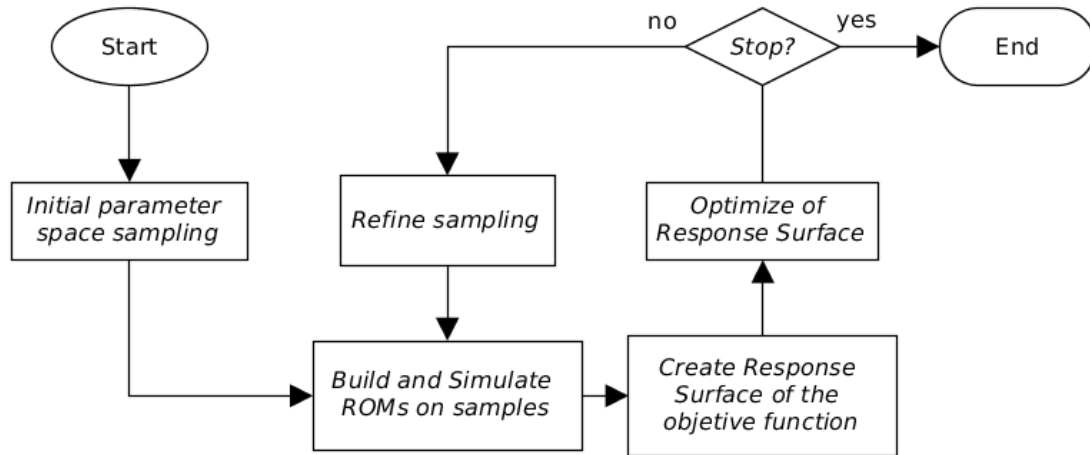 Start
no
Stop?
yes
End
Initial parameter
space sampling
Refine sampling
Optimize of
Response Surface
Build and Simulate
ROMs on samples
Create Response
Surface of the
objetive function